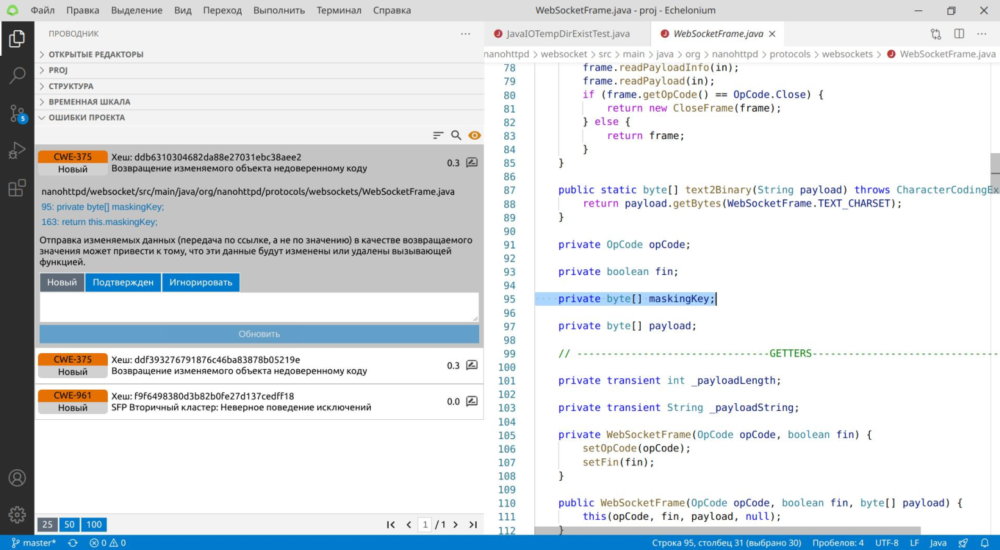 Файл Правка Выделение Вид Переход Выполнить Терминал Справка WebSocketFrame.java - proj - Echelonium
ПРОВОДНИК
ОТКРЫТЫЕ РЕДАКТОРЫ
PROJ
СТРУКТУРА
ВРЕМЕННАЯ ШКАЛА
ОШИБКИ ПРОЕКТА
CWE-375
Новый
Хеш: ddb6310304682da88e27031ebc38aee2
Возвращение изменяемого объекта недоверенному коду
0.3
nanohttpd/websocket/src/main/java/org/nanohttpd/protocols/websockets/WebSocketFrame.java
95: private byte[] maskingKey;
163: return this.maskingKey;
Отправка изменяемых данных (передача по ссылке, а не по значению) в качестве возвращаемого
значения может привести к тому, что эти данные будут изменены или удалены вызывающей
функцией.
Новый Подтвержден Игнорировать
Обновить
CWE-375
Новый
Хеш: ddf393276791876c46ba83878b05219e
Возвращение изменяемого объекта недоверенному коду
0.3
CWE-961
Новый
Хеш: f9f6498380d3b82b0fe27d137cedff18
SFP Вторичный кластер: Неверное поведение исключений
0.0
25 50 100 1 / 1
JavaIOTempDirExistTest.java WebSocketFrame.java
nanohttpd > websocket > src > main > java > org > nanohttpd > protocols > websockets > WebSocketFrame.java
78 frame.readPayloadInfo(in);
79 frame.readPayload(in);
80 if (frame.getOpCode() == OpCode.Close) {
81 return new CloseFrame(frame);
82 } else {
83 return frame;
84 }
85 }
86
87 public static byte[] text2Binary(String payload) throws CharacterCodingEx
88 return payload.getBytes(WebSocketFrame.TEXT_CHARSET);
89 }
90
91 private OpCode opCode;
92
93 private boolean fin;
94
95 private byte[] maskingKey;
96
97 private byte[] payload;
98
99 // --------------------------------GETTERS-------------------------------
100
101 private transient int _payloadLength;
102
103 private transient String _payloadString;
104
105 private WebSocketFrame(OpCode opCode, boolean fin) {
106 setOpCode(opCode);
107 setFin(fin);
108 }
109
110 public WebSocketFrame(OpCode opCode, boolean fin, byte[] payload) {
111 this(opCode, fin, payload, null);
112 }
5
master* 0 0 Строка 95, столбец 31 (выбрано 30) Пробелов: 4 UTF-8 LF Java